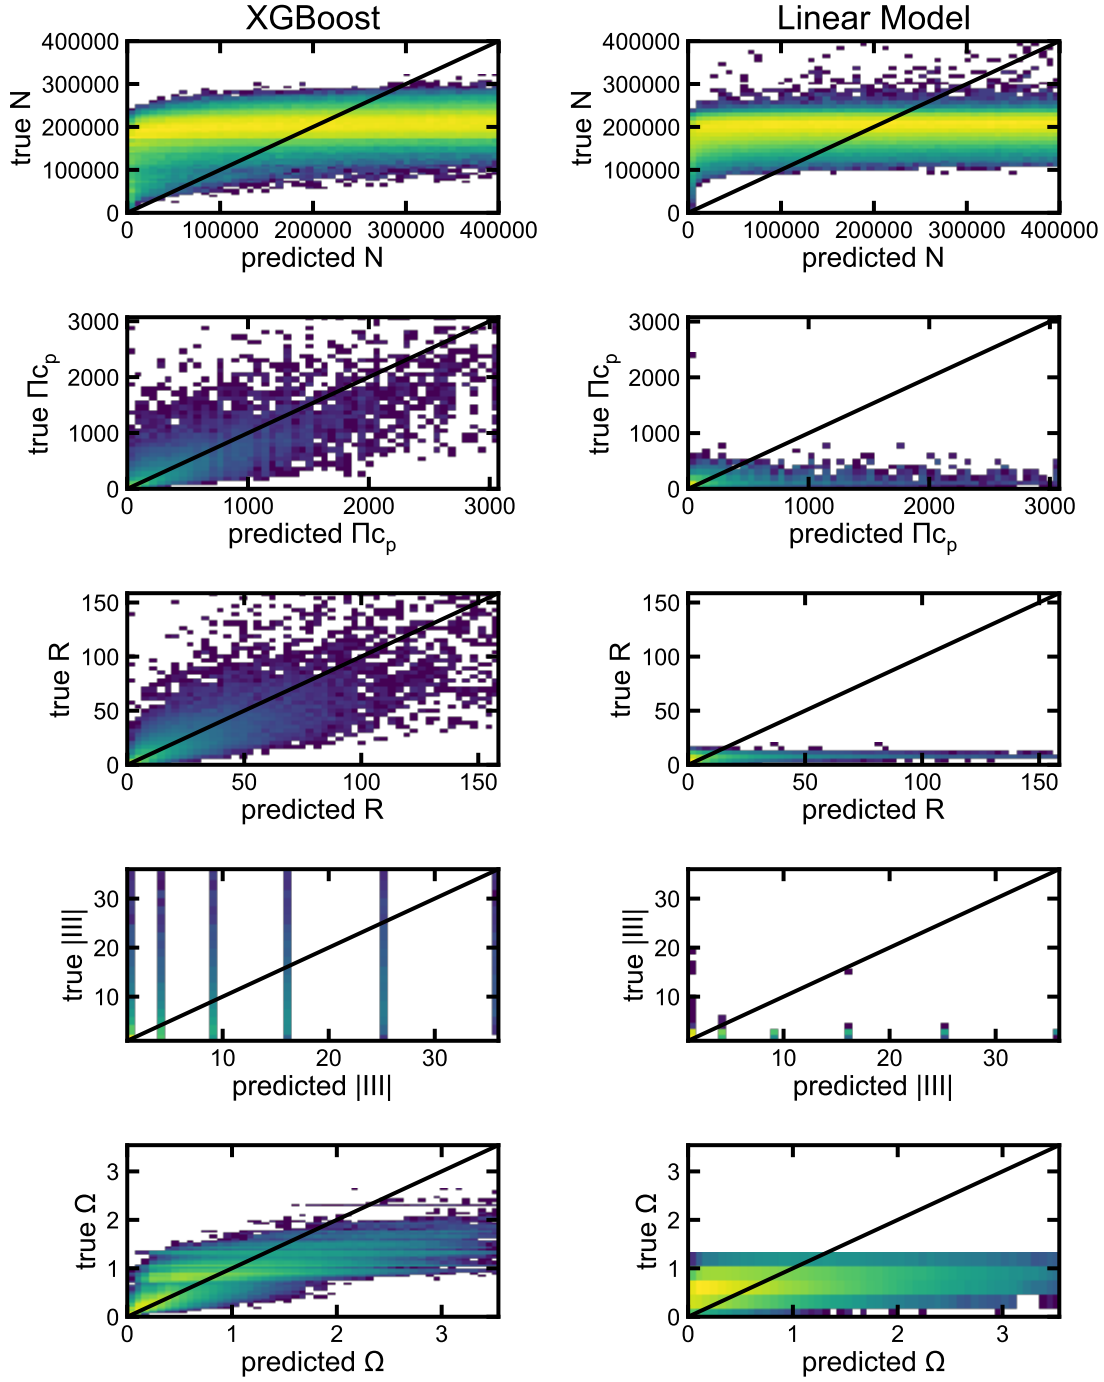 XGBoost Linear Model
400000 400000
300000 300000
true N true N
200000 200000
100000 100000
0 0
0 100000 200000 300000 400000 0 100000 200000 300000 400000
predicted N predicted N
3000 3000
true Πcp true Πcp
2000 2000
1000 1000
0 0
0 1000 2000 3000 0 1000 2000 3000
predicted Πcp predicted Πcp
150 150
true R true R
100 100
50 50
0 0
0 50 100 150 0 50 100 150
predicted R predicted R
30 30
true |III| true |III|
20 20
10 10
10 20 30 10 20 30
predicted |III| predicted |III|
3 3
true Ω true Ω
2 2
1 1
0 0
0 1 2 3 0 1 2 3
predicted Ω predicted Ω